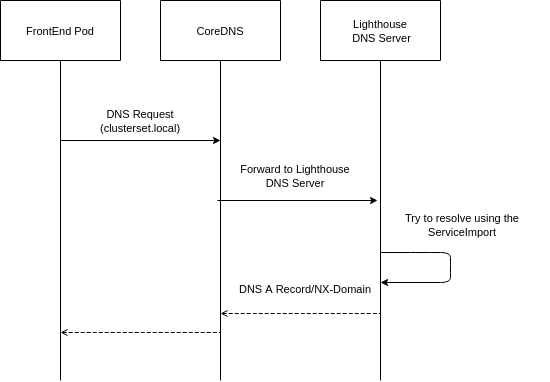 FrontEnd Pod
CoreDNS
Lighthouse
DNS Server
DNS Request
(clusterset.local)
Forward to Lighthouse
DNS Server
Try to resolve using the
ServiceImport
DNS A Record/NX-Domain